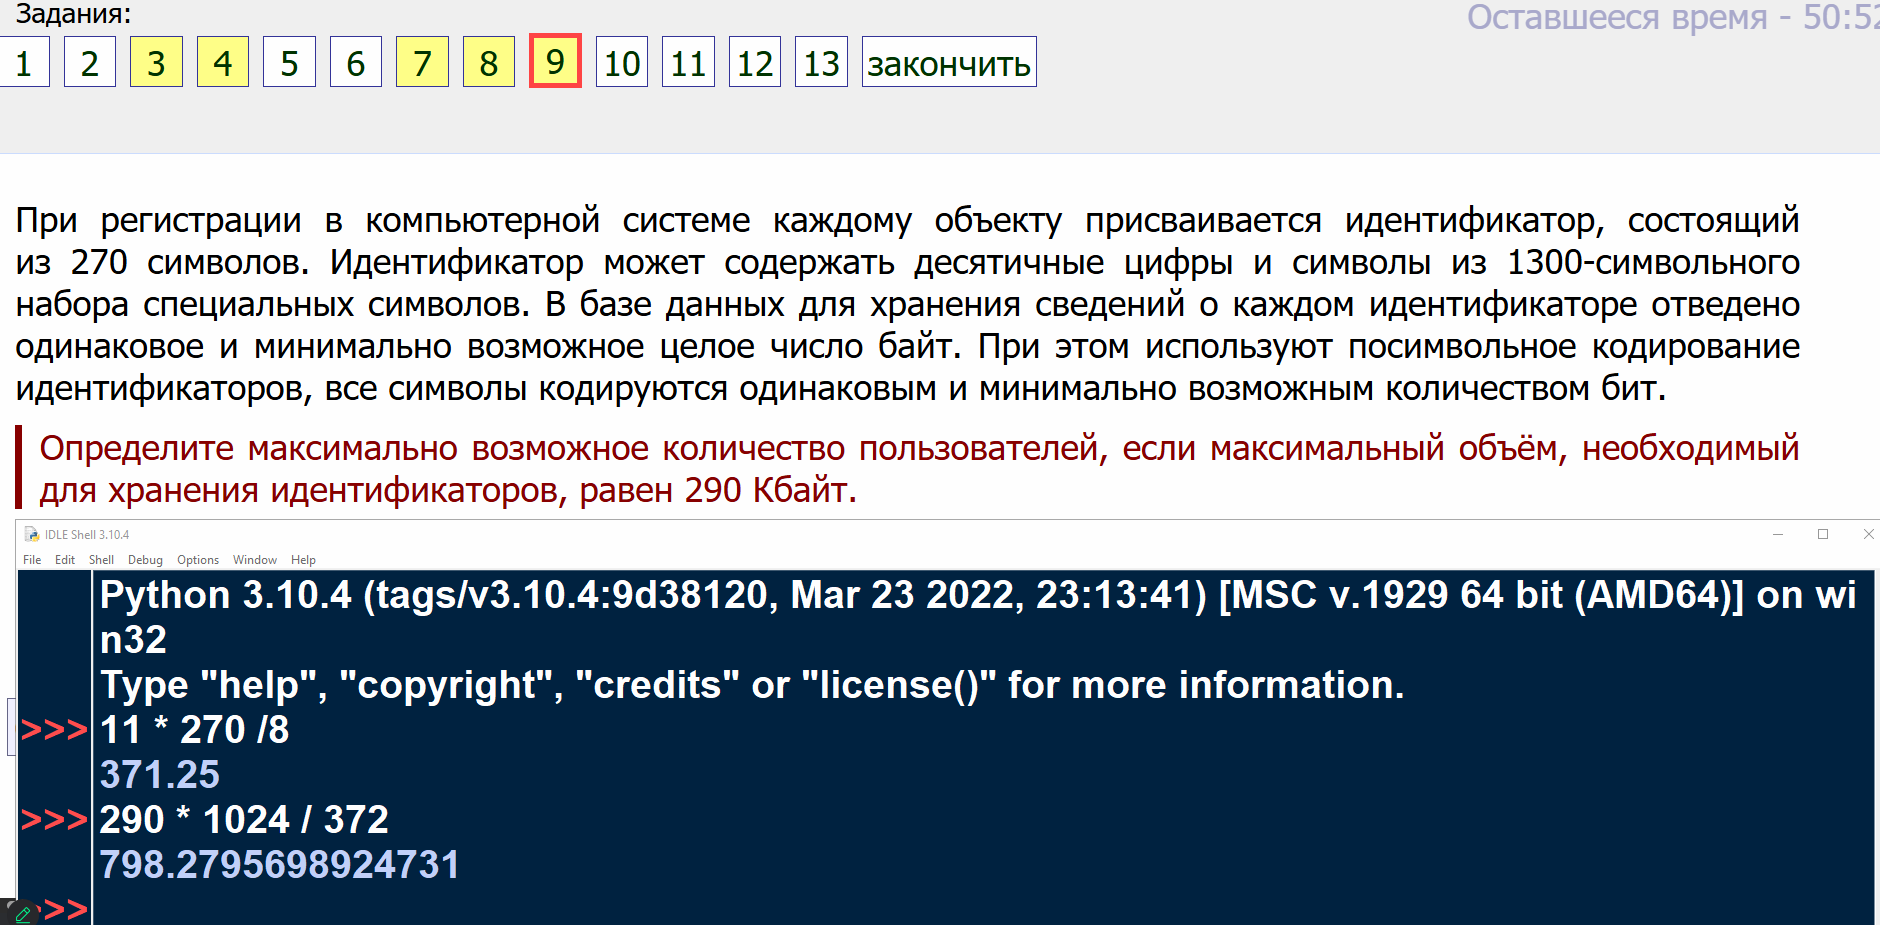 Задания:
Оставшееся время - 50:52
1 2 3 4 5 6 7 8 9 10 11 12 13 закончить
При регистрации в компьютерной системе каждому объекту присваивается идентификатор, состоящий
из 270 символов. Идентификатор может содержать десятичные цифры и символы из 1300-символьного
набора специальных символов. В базе данных для хранения сведений о каждом идентификаторе отведено
одинаковое и минимально возможное целое число байт. При этом используют посимвольное кодирование
идентификаторов, все символы кодируются одинаковым и минимально возможным количеством бит.
Определите максимально возможное количество пользователей, если максимальный объём, необходимый
для хранения идентификаторов, равен 290 Кбайт.
IDLE Shell 3.10.4
File Edit Shell Debug Options Window Help
Python 3.10.4 (tags/v3.10.4:9d38120, Mar 23 2022, 23:13:41) [MSC v.1929 64 bit (AMD64)] on wi
n32
Type "help", "copyright", "credits" or "license()" for more information.
>>> 11 * 270 /8
371.25
>>> 290 * 1024 / 372
798.2795698924731
>>>